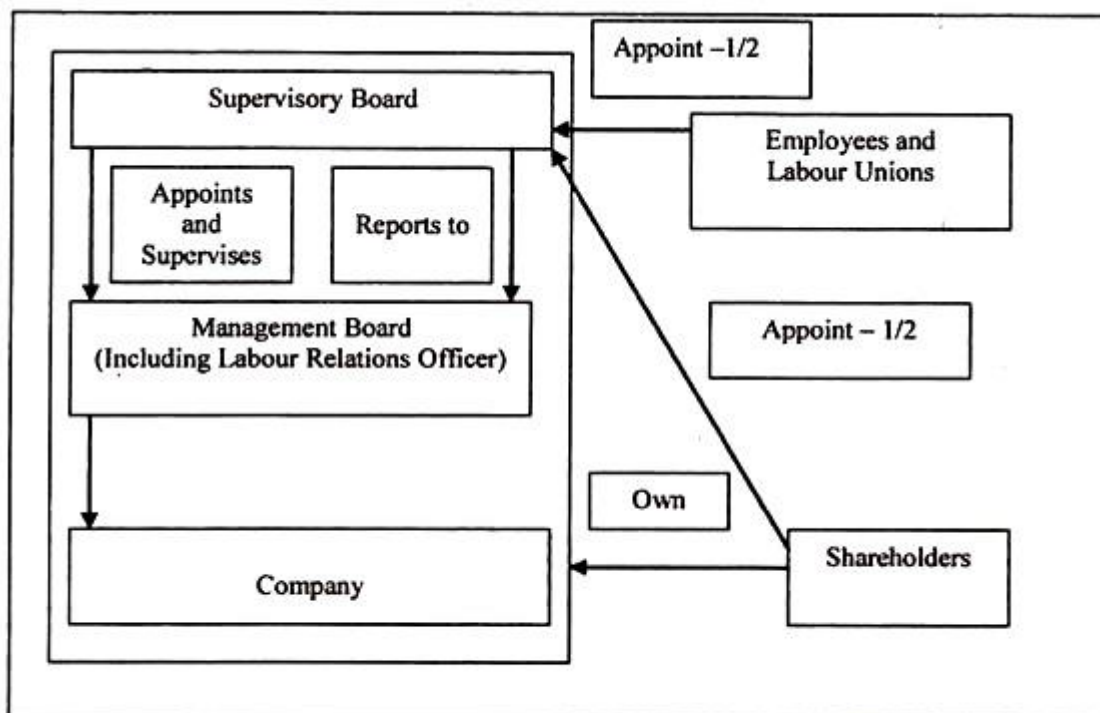 Appoint –1/2
Supervisory Board
Employees and
Labour Unions
Appoints
and
Supervises
Reports to
Management Board
(Including Labour Relations Officer)
Appoint – 1/2
Own
Company
Shareholders